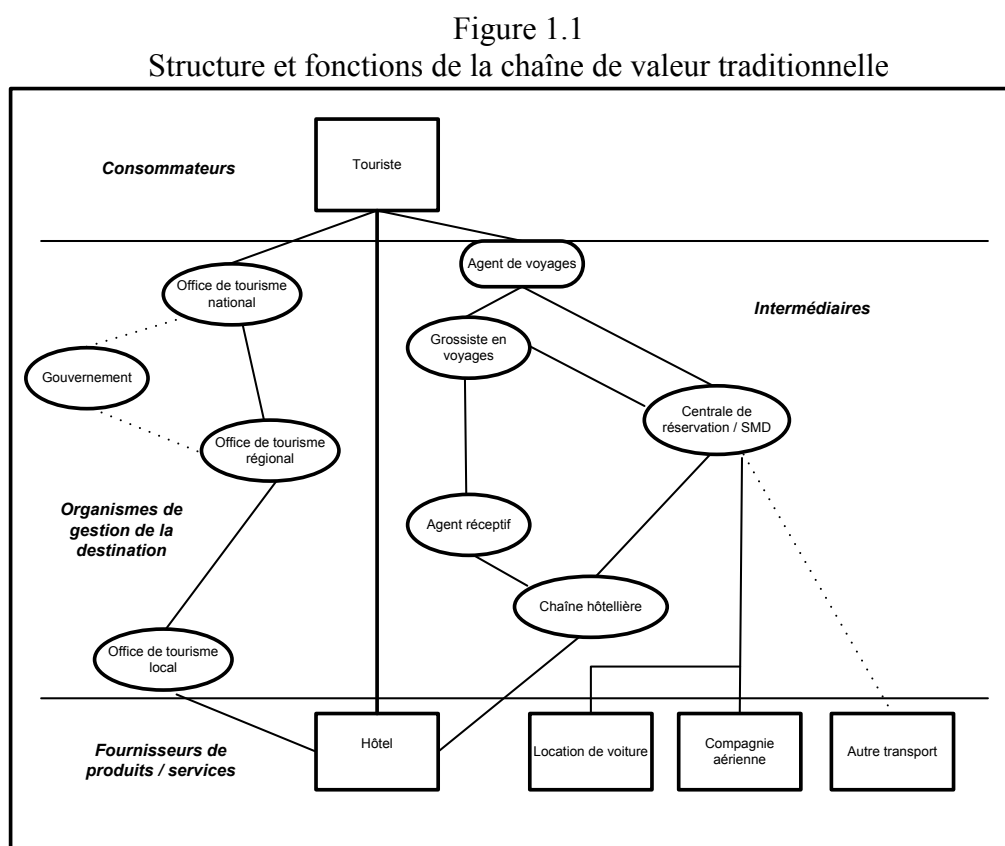 Figure 1.1
Structure et fonctions de la chaîne de valeur traditionnelle
Consommateurs
Touriste
Agent de voyages
Office de tourisme
national
Intermédiaires
Grossiste en
voyages
Gouvernement
Centrale de
réservation / SMD
Office de tourisme
régional
Organismes de
gestion de la
destination
Agent réceptif
Chaîne hôtellière
Office de tourisme
local
Fournisseurs de
produits / services
Hôtel
Location de voiture
Compagnie
aérienne
Autre transport